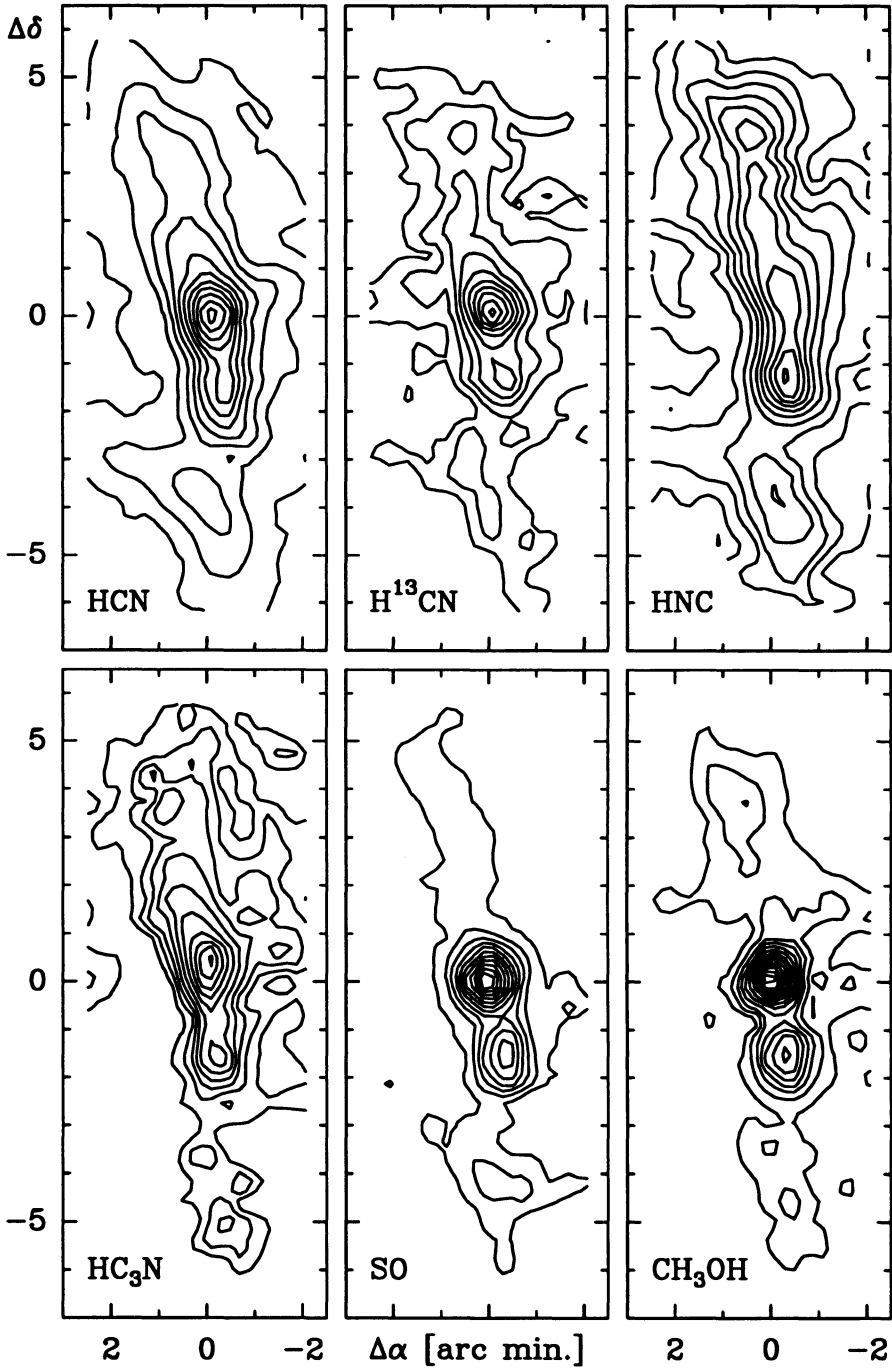 Δδ
5
0
−5
HCN
H¹³CN
HNC
5
0
−5
HC₃N
SO
CH₃OH
2 0 −2
Δα [arc min.]
2 0 −2